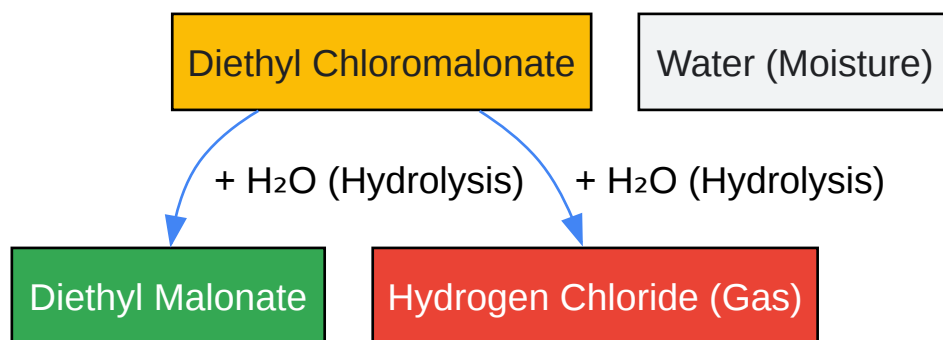 Diethyl Chloromalonate
Water (Moisture)
+ H₂O (Hydrolysis)
+ H₂O (Hydrolysis)
Diethyl Malonate
Hydrogen Chloride (Gas)